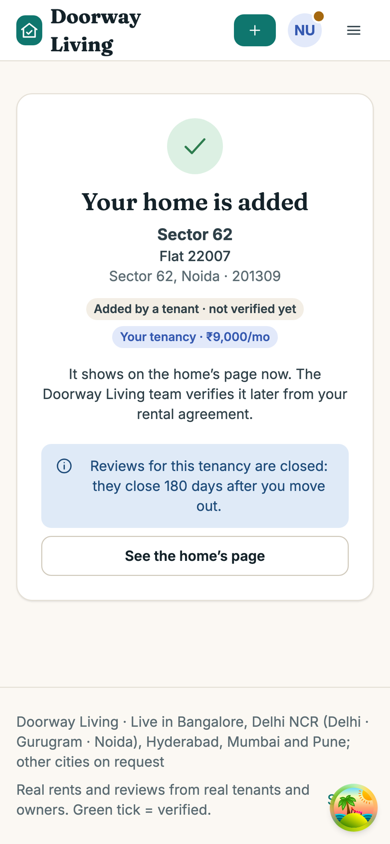 Doorway
Living
NU
Your home is added
Sector 62
Flat 22007
Sector 62, Noida · 201309
Added by a tenant · not verified yet
Your tenancy · ₹9,000/mo
It shows on the home’s page now. The
Doorway Living team verifies it later from your
rental agreement.
Reviews for this tenancy are closed:
they close 180 days after you move
out.
See the home’s page
Doorway Living · Live in Bangalore, Delhi NCR (Delhi ·
Gurugram · Noida), Hyderabad, Mumbai and Pune;
other cities on request
Real rents and reviews from real tenants and
owners. Green tick = verified.